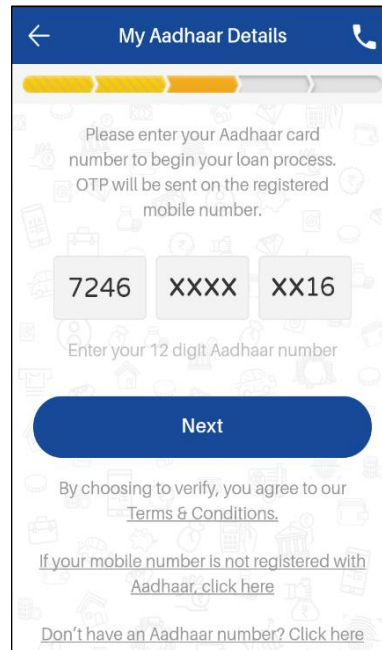 My Aadhaar Details
Please enter your Aadhaar card
number to begin your loan process.
OTP will be sent on the registered
mobile number.
7246 XXXX XX16
Enter your 12 digit Aadhaar number
Next
By choosing to verify, you agree to our
Terms & Conditions.
If your mobile number is not registered with
Aadhaar, click here
Don't have an Aadhaar number? Click here